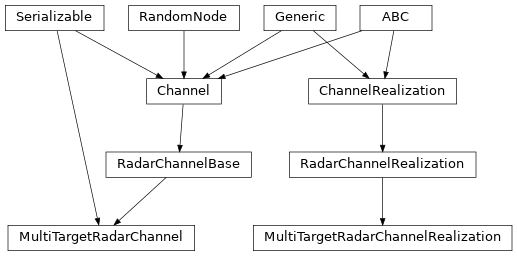 Serializable
RandomNode
Generic
ABC
Channel
ChannelRealization
RadarChannelBase
RadarChannelRealization
MultiTargetRadarChannel
MultiTargetRadarChannelRealization